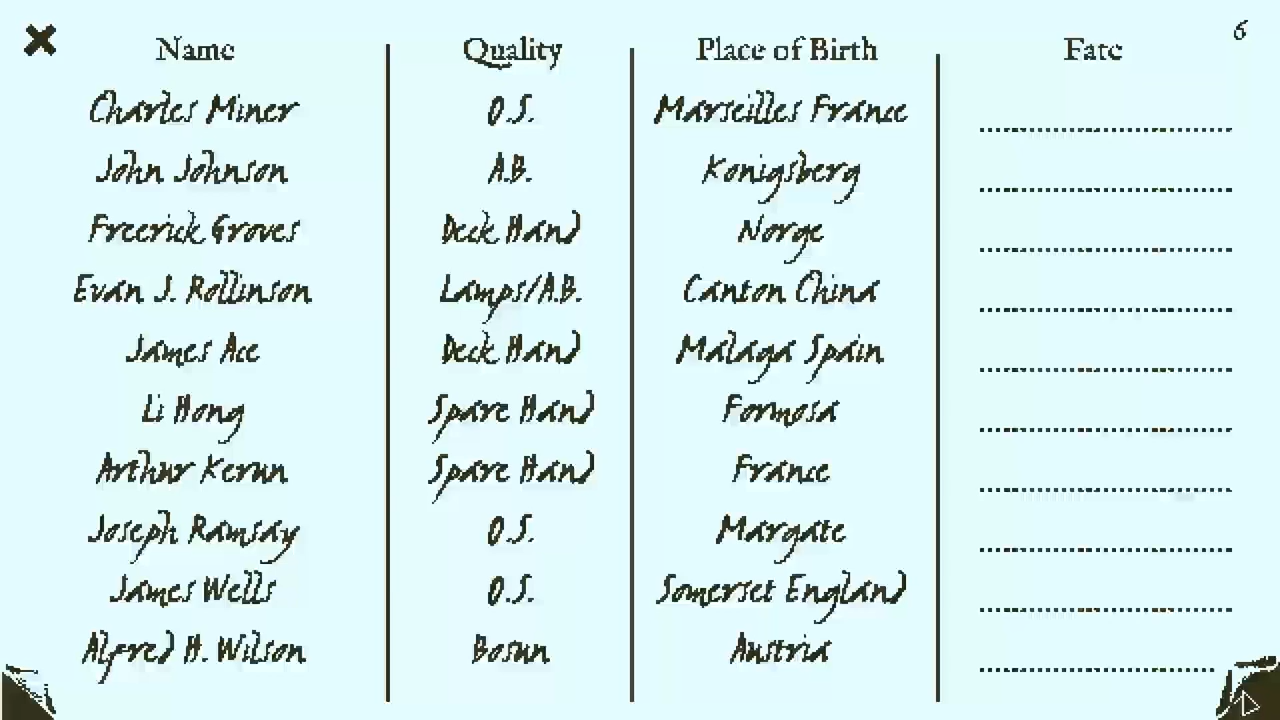 6
Name Quality Place of Birth Fate
Charles Miner O.S. Marseilles France
John Johnson A.B. Konigsberg
Freerick Groves Deck Hand Norge
Evan J. Rollinson Lamps/A.B. Canton China
James Ace Deck Hand Malaga Spain
Li Hong Spare Hand Formosa
Arthur Kerun Spare Hand France
Joseph Ramsay O.S. Margate
James Wells O.S. Somerset England
Alfred H. Wilson Bosun Austria